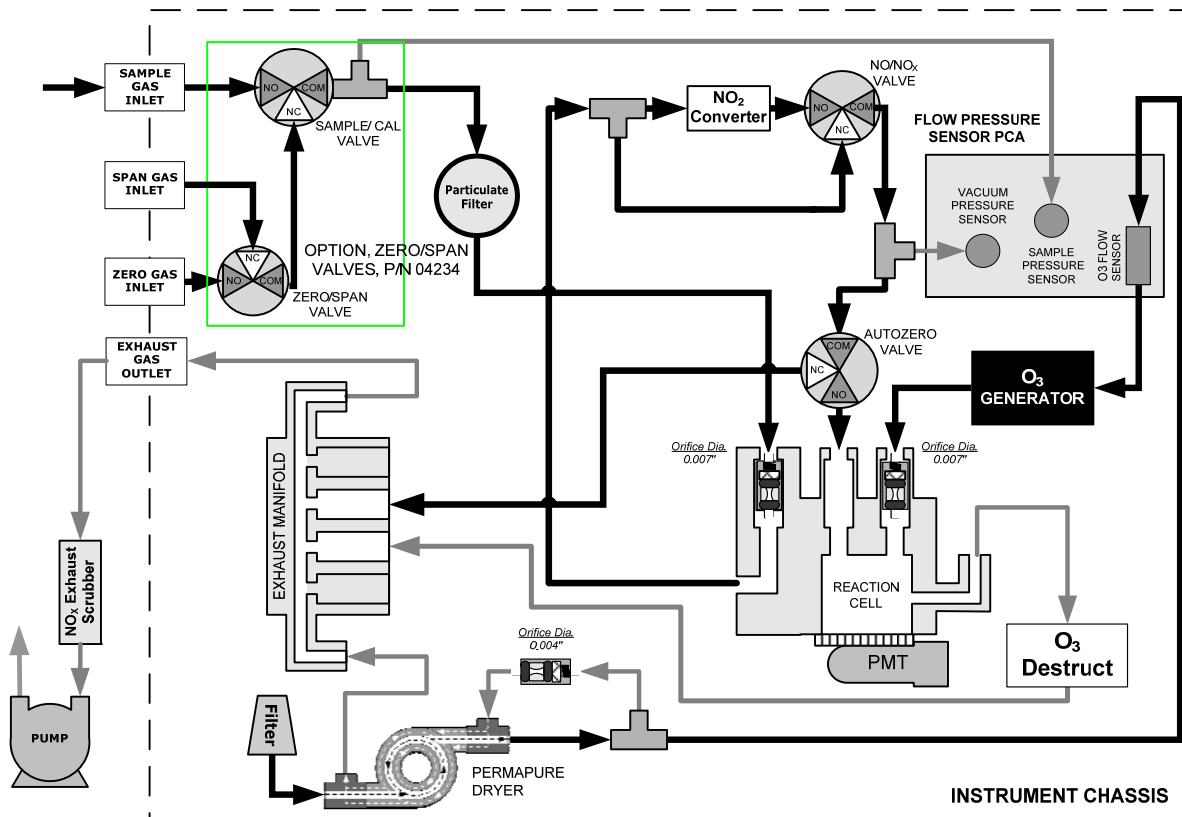 SAMPLE
GAS
INLET
NO
COM
NC
SAMPLE/ CAL
VALVE
SPAN GAS
INLET
ZERO GAS
INLET
NC
NO
COM
ZERO/SPAN
VALVE
OPTION, ZERO/SPAN
VALVES, P/N 04234
Particulate
Filter
NO2
Converter
NO/NOX
VALVE
NO
COM
NC
FLOW PRESSURE
SENSOR PCA
VACUUM
PRESSURE
SENSOR
SAMPLE
PRESSURE
SENSOR
O3 FLOW
SENSOR
AUTOZERO
VALVE
COM
NC
NO
O3
GENERATOR
EXHAUST
GAS
OUTLET
EXHAUST MANIFOLD
Orifice Dia.
0.007"
Orifice Dia.
0.007"
REACTION
CELL
PMT
O3
Destruct
NOX Exhaust
Scrubber
PUMP
Orifice Dia.
0.004"
Filter
PERMAPURE
DRYER
INSTRUMENT CHASSIS